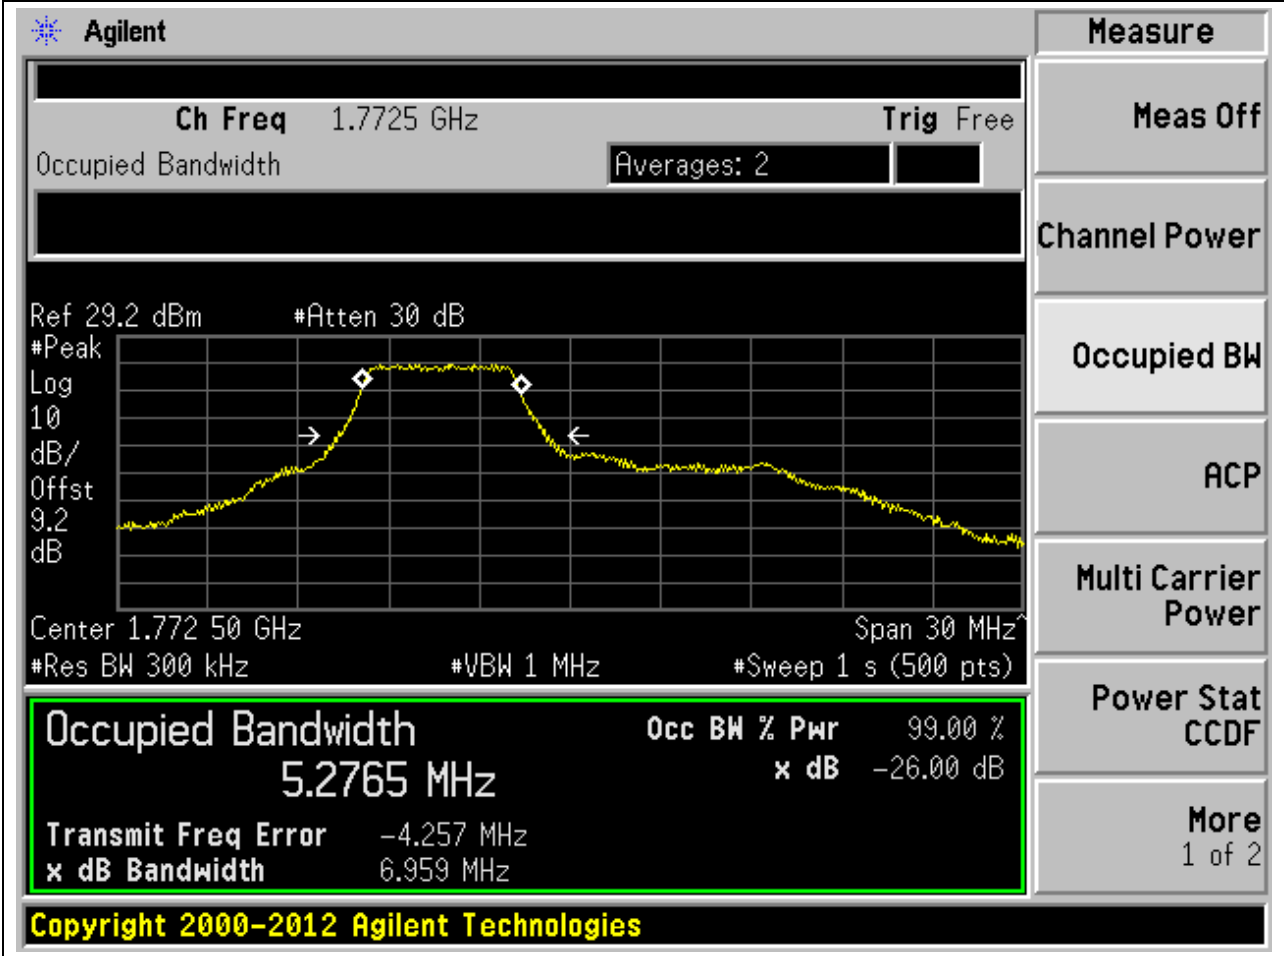 Agilent
Measure
Ch Freq 1.7725 GHz Trig Free
Occupied Bandwidth Averages: 2
Ref 29.2 dBm #Atten 30 dB
#Peak
Log
10
dB/
Offst
9.2
dB
Center 1.772 50 GHz Span 30 MHz^
#Res BW 300 kHz #VBW 1 MHz #Sweep 1 s (500 pts)
Occupied Bandwidth Occ BW % Pwr 99.00 %
5.2765 MHz x dB -26.00 dB
Transmit Freq Error -4.257 MHz
x dB Bandwidth 6.959 MHz
Meas Off
Channel Power
Occupied BW
ACP
Multi Carrier
Power
Power Stat
CCDF
More
1 of 2
Copyright 2000-2012 Agilent Technologies